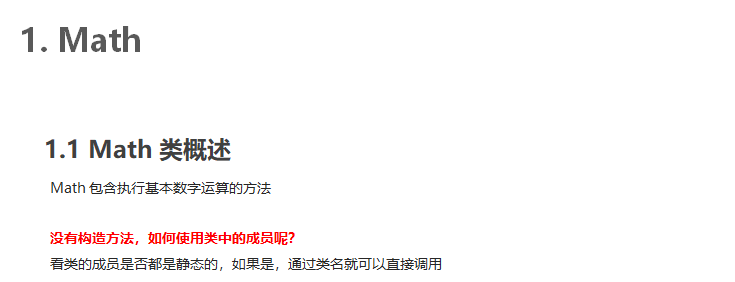 1. Math
1.1 Math 类概述
Math 包含执行基本数字运算的方法
没有构造方法，如何使用类中的成员呢?
看类的成员是否都是静态的，如果是，通过类名就可以直接调用